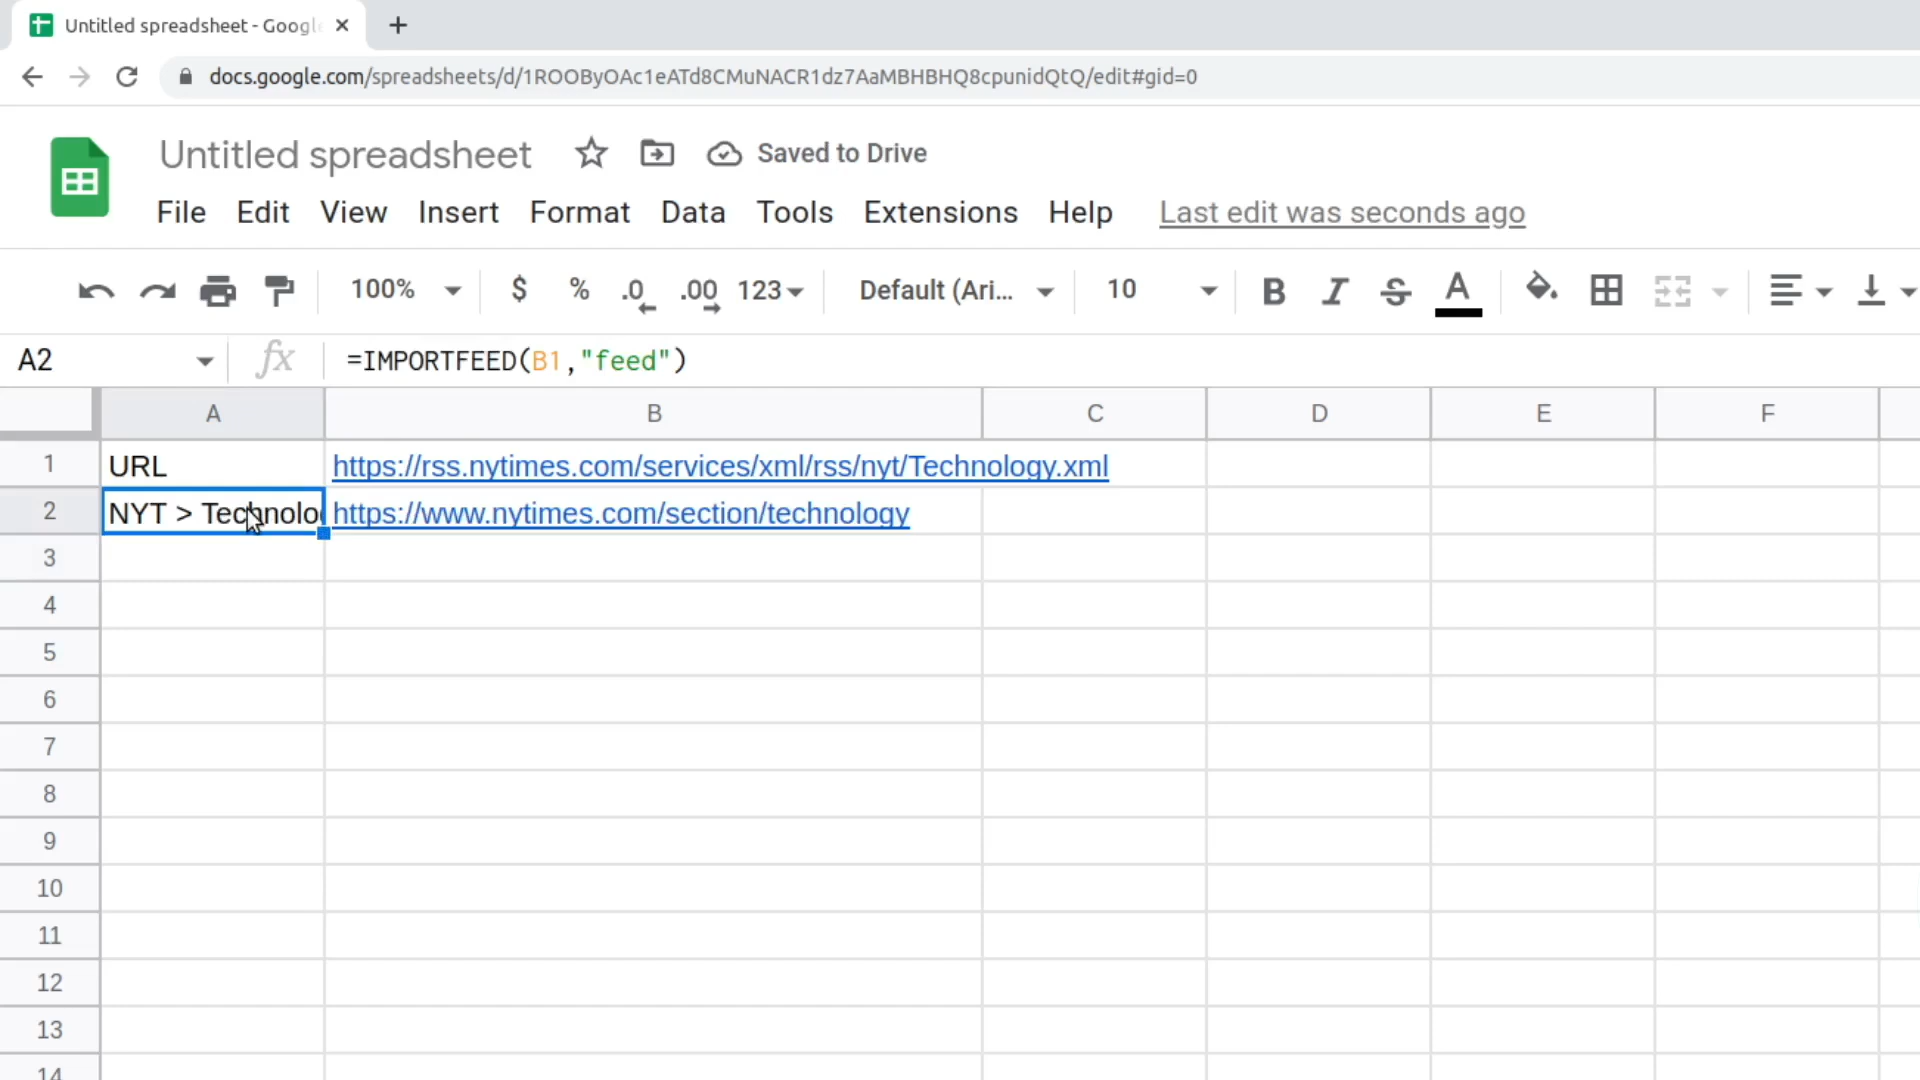 Untitled spreadsheet - Google
docs.google.com/spreadsheets/d/1ROOByOAc1eATd8CMuNACR1dz7AaMBHBHQ8cpunidQtQ/edit#gid=0
Untitled spreadsheet Saved to Drive
File Edit View Insert Format Data Tools Extensions Help Last edit was seconds ago
100% $ % .0 .00 123 Default (Ari... 10 B I S A
A2 fx =IMPORTFEED(B1,"feed")
A B C D E F
1 URL https://rss.nytimes.com/services/xml/rss/nyt/Technology.xml
2 NYT > Technolo https://www.nytimes.com/section/technology
3
4
5
6
7
8
9
10
11
12
13
14